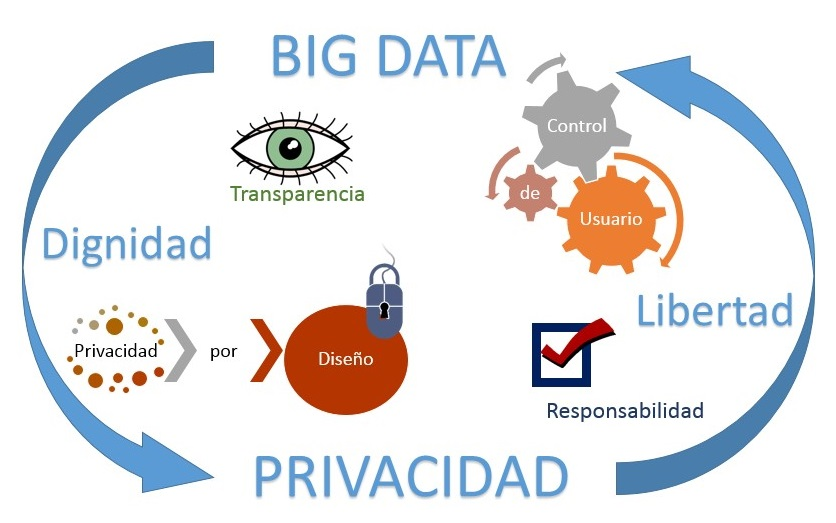 BIG DATA
Control
de
Usuario
Transparencia
Dignidad
Libertad
Privacidad
por
Diseño
Responsabilidad
PRIVACIDAD